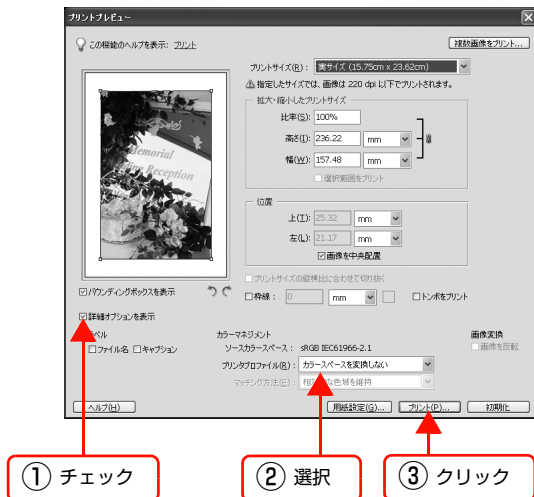 プリントプレビュー
この機能のヘルプを表示: プリント
複数画像をプリント...
プリントサイズ(R): 実サイズ (15.75cm x 23.62cm)
指定したサイズでは、画像は 220 dpi 以下でプリントされます。
拡大・縮小したプリントサイズ
比率(S): 100%
高さ(I): 236.22 mm
幅(W): 157.48 mm
選択範囲をプリント
位置
上(T): 25.32 mm
左(L): 21.17 mm
画像を中央配置
プリントサイズの縦横比に合わせて切り抜く
枠線: 0 mm トンボをプリント
Memorial
Reception
バウンディングボックスを表示
詳細オプションを表示
ラベル
ファイル名 キャプション
カラーマネジメント
ソースカラースペース: sRGB IEC61966-2.1
プリンタプロファイル(R): カラースペースを変換しない
マッチング方法(E): 相対的な色域を維持
画像変換
画像を反転
ヘルプ(H) 用紙設定(G)... プリント(P)... 初期化
① チェック
② 選択
③ クリック